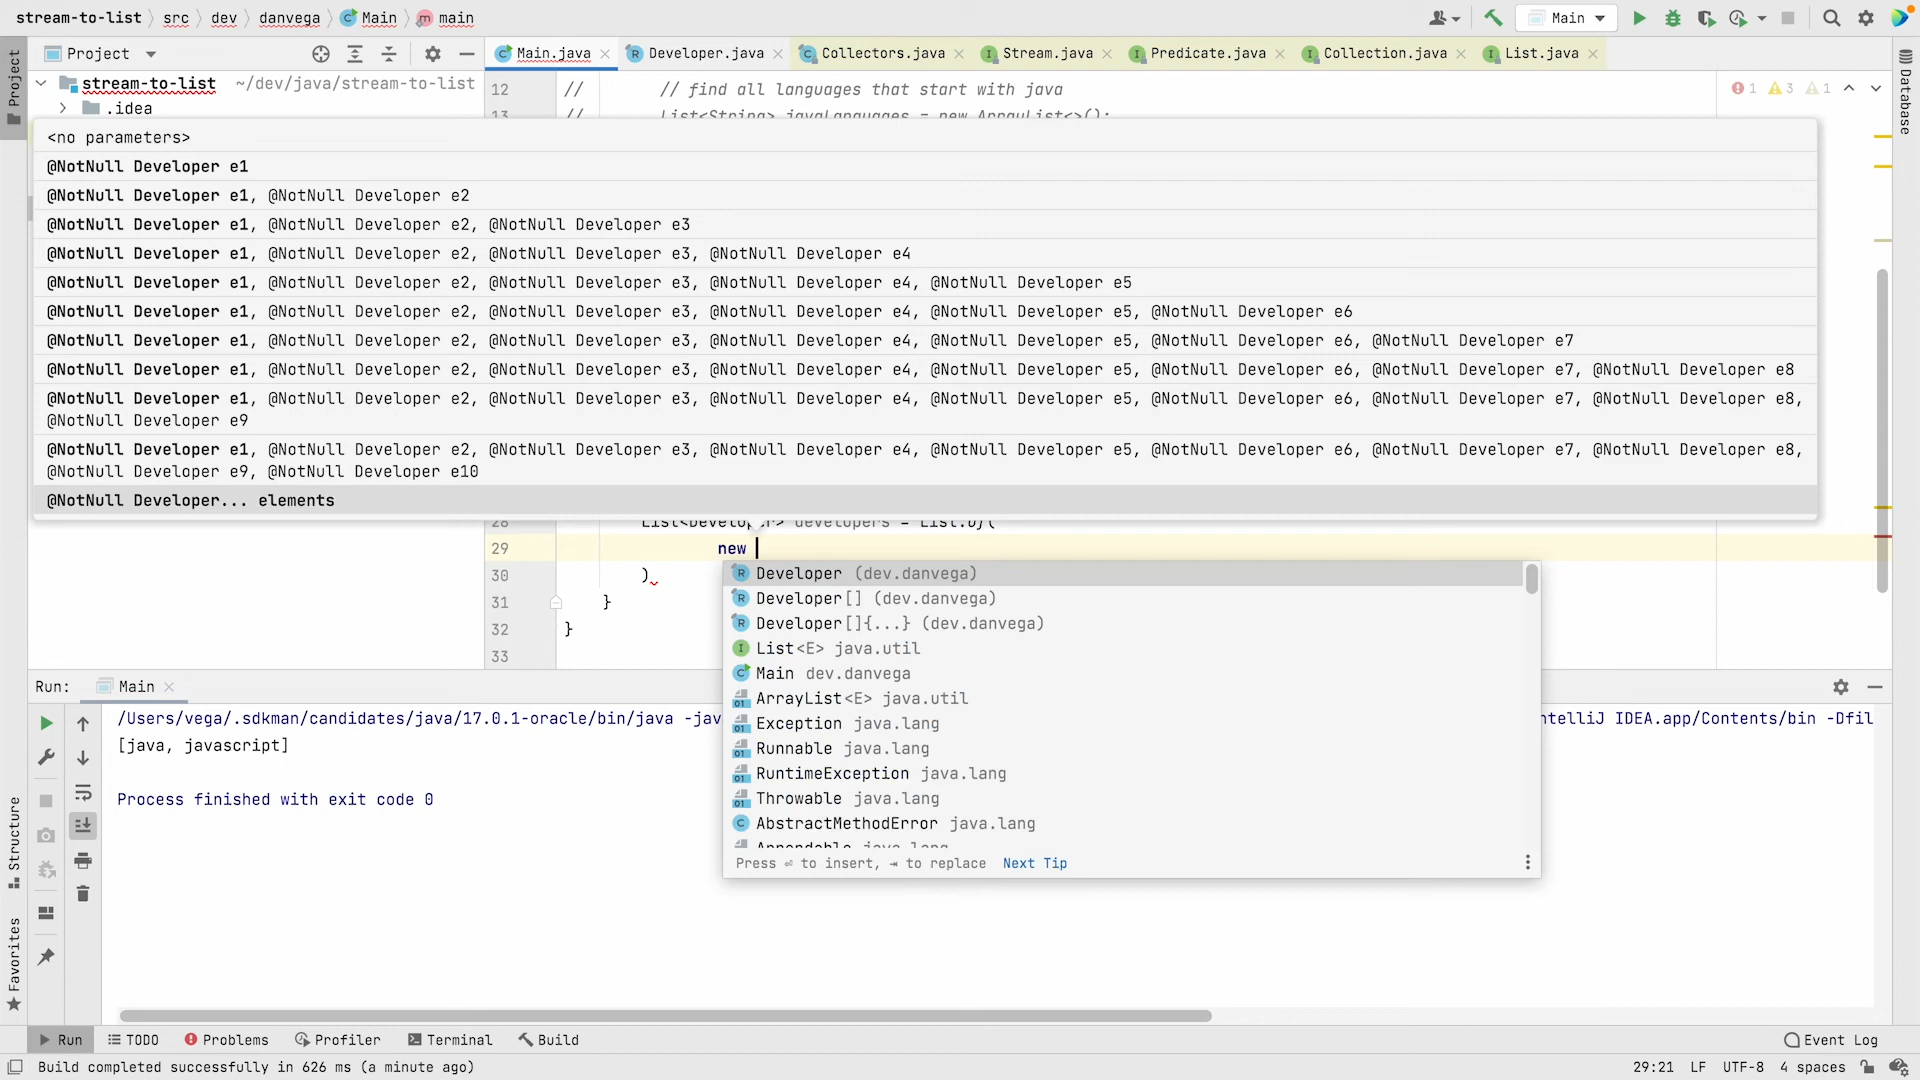 stream-to-list src dev danvega Main main
Main
Project
Main.java Developer.java Collectors.java Stream.java Predicate.java Collection.java List.java
Project
stream-to-list ~/dev/java/stream-to-list
.idea
Database
12 // // find all languages that start with java
1 3 1
13 // List<String> javaLanguages = new ArrayList<>();
<no parameters>
@NotNull Developer e1
@NotNull Developer e1, @NotNull Developer e2
@NotNull Developer e1, @NotNull Developer e2, @NotNull Developer e3
@NotNull Developer e1, @NotNull Developer e2, @NotNull Developer e3, @NotNull Developer e4
@NotNull Developer e1, @NotNull Developer e2, @NotNull Developer e3, @NotNull Developer e4, @NotNull Developer e5
@NotNull Developer e1, @NotNull Developer e2, @NotNull Developer e3, @NotNull Developer e4, @NotNull Developer e5, @NotNull Developer e6
@NotNull Developer e1, @NotNull Developer e2, @NotNull Developer e3, @NotNull Developer e4, @NotNull Developer e5, @NotNull Developer e6, @NotNull Developer e7
@NotNull Developer e1, @NotNull Developer e2, @NotNull Developer e3, @NotNull Developer e4, @NotNull Developer e5, @NotNull Developer e6, @NotNull Developer e7, @NotNull Developer e8
@NotNull Developer e1, @NotNull Developer e2, @NotNull Developer e3, @NotNull Developer e4, @NotNull Developer e5, @NotNull Developer e6, @NotNull Developer e7, @NotNull Developer e8,
@NotNull Developer e9
@NotNull Developer e1, @NotNull Developer e2, @NotNull Developer e3, @NotNull Developer e4, @NotNull Developer e5, @NotNull Developer e6, @NotNull Developer e7, @NotNull Developer e8,
@NotNull Developer e9, @NotNull Developer e10
@NotNull Developer... elements
28 List<Developer> developers = List.of(
29 new
30 )
31 }
32 }
33
Developer (dev.danvega)
Developer[] (dev.danvega)
Developer[]{...} (dev.danvega)
List<E> java.util
Main dev.danvega
ArrayList<E> java.util
Exception java.lang
Runnable java.lang
RuntimeException java.lang
Throwable java.lang
AbstractMethodError java.lang
Appendable java.lang
Press ⏎ to insert, ⇥ to replace Next Tip
Run: Main
/Users/vega/.sdkman/candidates/java/17.0.1-oracle/bin/java -jav
ntelliJ IDEA.app/Contents/bin -Dfil
[java, javascript]
Process finished with exit code 0
Structure
Favorites
Run TODO Problems Profiler Terminal Build Event Log
Build completed successfully in 626 ms (a minute ago) 29:21 LF UTF-8 4 spaces